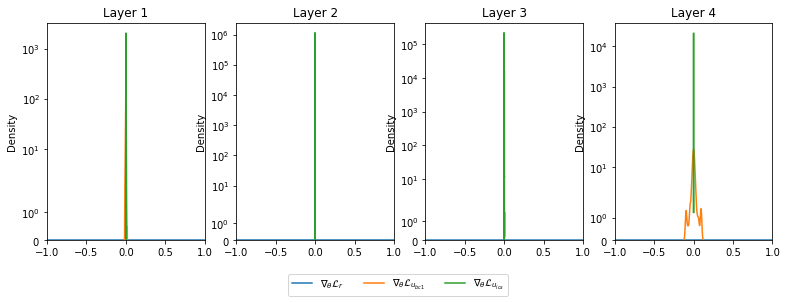 Layer 1 Layer 2 Layer 3 Layer 4
Density 10³ 10² 10¹ 10⁰ 0
Density 10⁶ 10⁵ 10⁴ 10³ 10² 10¹ 10⁰ 0
Density 10⁵ 10⁴ 10³ 10² 10¹ 10⁰ 0
Density 10⁴ 10³ 10² 10¹ 10⁰ 0
−1.0 −0.5 0.0 0.5 1.0 −1.0 −0.5 0.0 0.5 1.0 −1.0 −0.5 0.0 0.5 1.0 −1.0 −0.5 0.0 0.5 1.0
∇θℒr ∇θℒu_bc1 ∇θℒu_ics